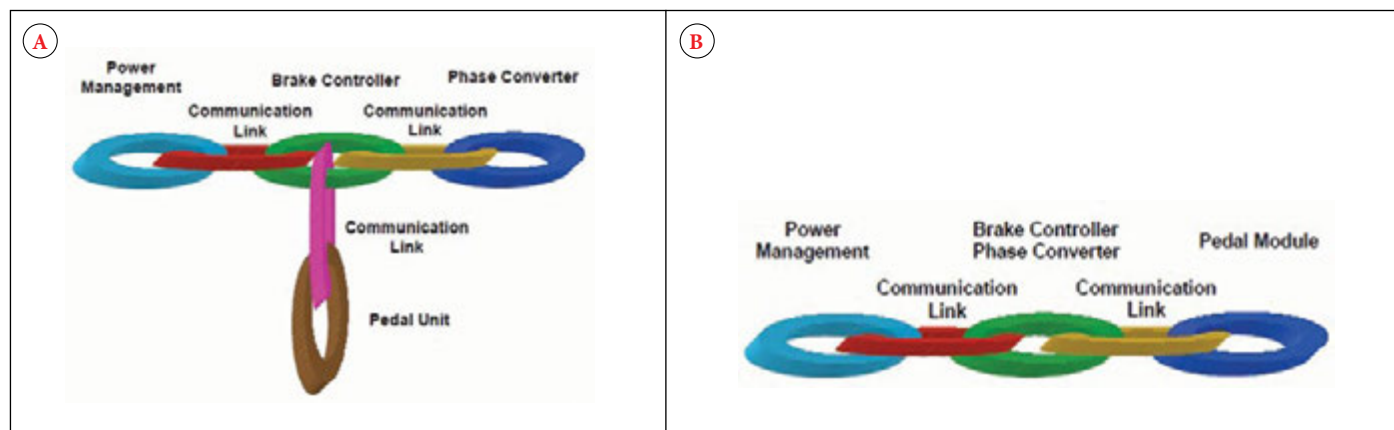 A
Power
Management
Brake Controller
Phase Converter
Communication
Link
Communication
Link
Communication
Link
Pedal Unit
B
Power
Management
Brake Controller
Phase Converter
Pedal Module
Communication
Link
Communication
Link